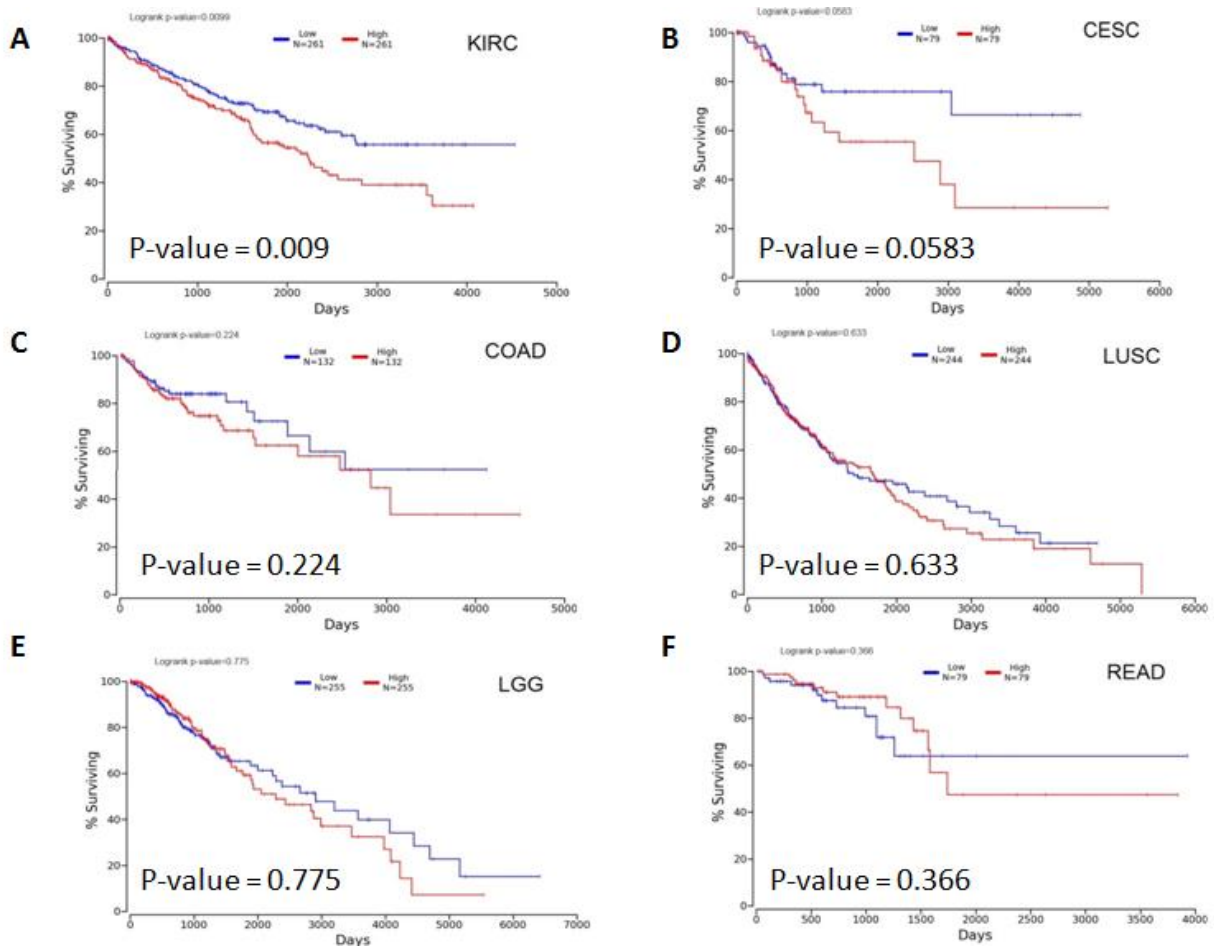 A
Logrank p-value=0.0099
Low
N=261
High
N=261
KIRC
% Surviving
100
80
60
40
20
0
P-value = 0.009
0 1000 2000 3000 4000 5000
Days
B
Logrank p-value=0.0583
Low
N=79
High
N=79
CESC
% Surviving
100
80
60
40
20
0
P-value = 0.0583
0 1000 2000 3000 4000 5000 6000
Days
C
Logrank p-value=0.224
Low
N=132
High
N=132
COAD
% Surviving
100
80
60
40
20
0
P-value = 0.224
0 1000 2000 3000 4000 5000
Days
D
Logrank p-value=0.633
Low
N=244
High
N=244
LUSC
% Surviving
100
80
60
40
20
0
P-value = 0.633
0 1000 2000 3000 4000 5000 6000
Days
E
Logrank p-value=0.775
Low
N=255
High
N=255
LGG
% Surviving
100
80
60
40
20
0
P-value = 0.775
0 1000 2000 3000 4000 5000 6000 7000
Days
F
Logrank p-value=0.366
Low
N=79
High
N=79
READ
% Surviving
100
80
60
40
20
0
P-value = 0.366
0 500 1000 1500 2000 2500 3000 3500 4000
Days